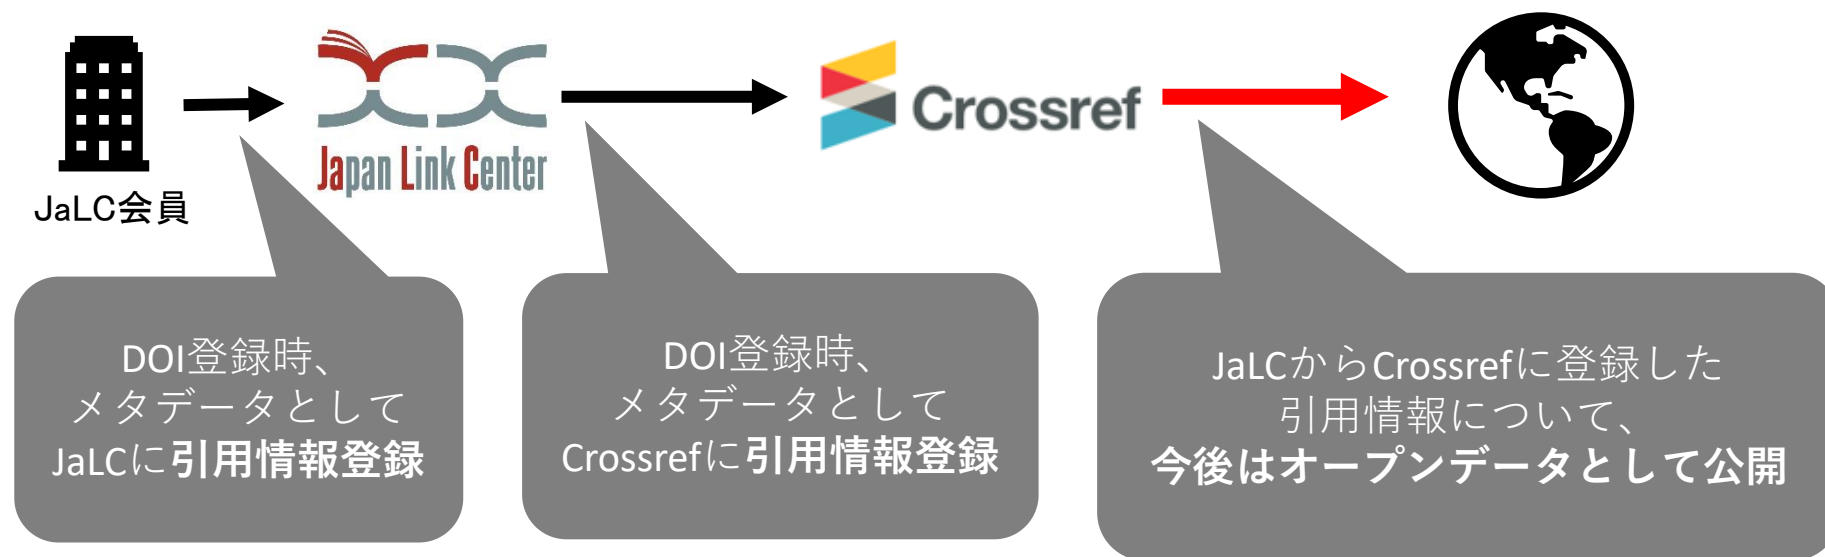 JaLC会員
Japan Link Center
Crossref
DOI登録時、
メタデータとして
JaLCに引用情報登録
DOI登録時、
メタデータとして
Crossrefに引用情報登録
JaLCからCrossrefに登録した
引用情報について、
今後はオープンデータとして公開